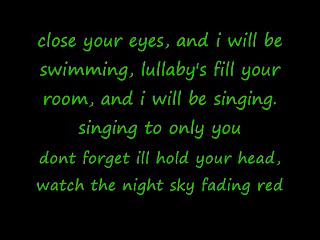 close your eyes, and i will be
swimming, lullaby's fill your
room, and i will be singing.
singing to only you
dont forget ill hold your head,
watch the night sky fading red